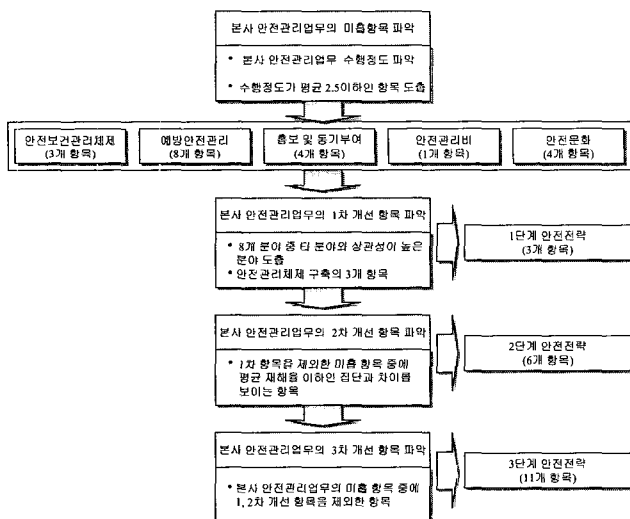 본사 안전관리업무의 미흡항목 파악
• 본사 안전관리업무 수행정도 파악
• 수행정도가 평균 2.5이하인 항목 도출
안전보건관리체제
(3개 항목)
예방안전관리
(8개 항목)
홍보 및 동기부여
(4개 항목)
안전관리비
(1개 항목)
안전문화
(4개 항목)
본사 안전관리업무의 1차 개선 항목 파악
• 8개 분야 중 타 분야와 상관성이 높은
분야 도출
• 안전관리체제 구축의 3개 항목
1단계 안전전략
(3개 항목)
본사 안전관리업무의 2차 개선 항목 파악
• 1차 항목을 제외한 미흡 항목 중에
평균 재해율 이하인 집단과 차이를
보이는 항목
2단계 안전전략
(6개 항목)
본사 안전관리업무의 3차 개선 항목 파악
• 본사 안전관리업무의 미흡 항목 중에
1, 2차 개선 항목을 제외한 항목
3단계 안전전략
(11개 항목)